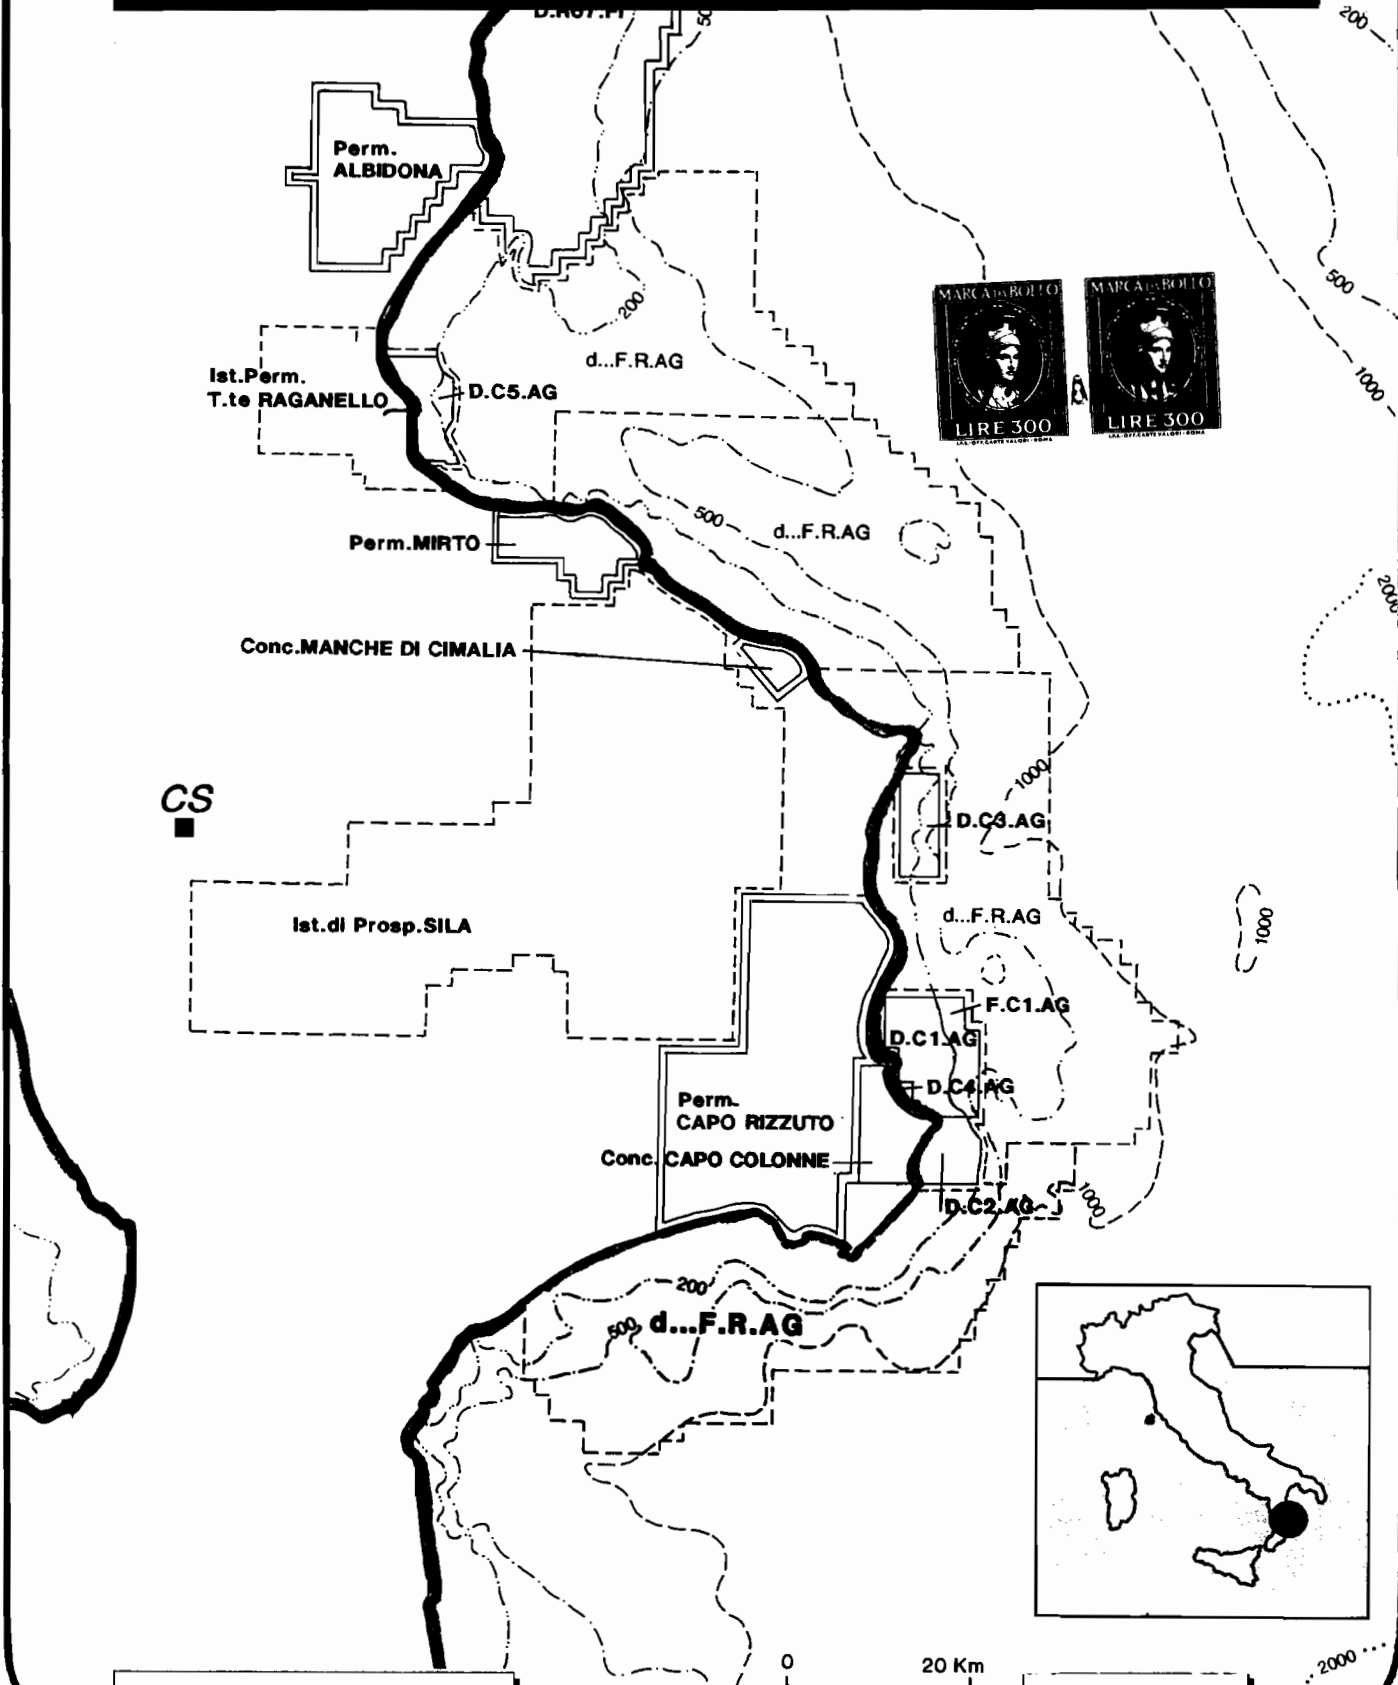 500
200
Perm.
ALBIDONA
500
200
1000
MARCA DA BOLLO
LIRE 300
MARCA DA BOLLO
LIRE 300
d...F.R.AG
Ist.Perm.
T.te RAGANELLO
D.C5.AG
500
d...F.R.AG
Perm.MIRTO
2000
Conc.MANCHE DI CIMALIA
1000
CS
D.C3.AG
d...F.R.AG
1000
Ist.di Prosp.SILA
F.C1.AG
D.C1.AG
D.C4.AG
Perm.
CAPO RIZZUTO
Conc. CAPO COLONNE
1000
D.C2.AG
200
500
d...F.R.AG
0
20 Km
2000